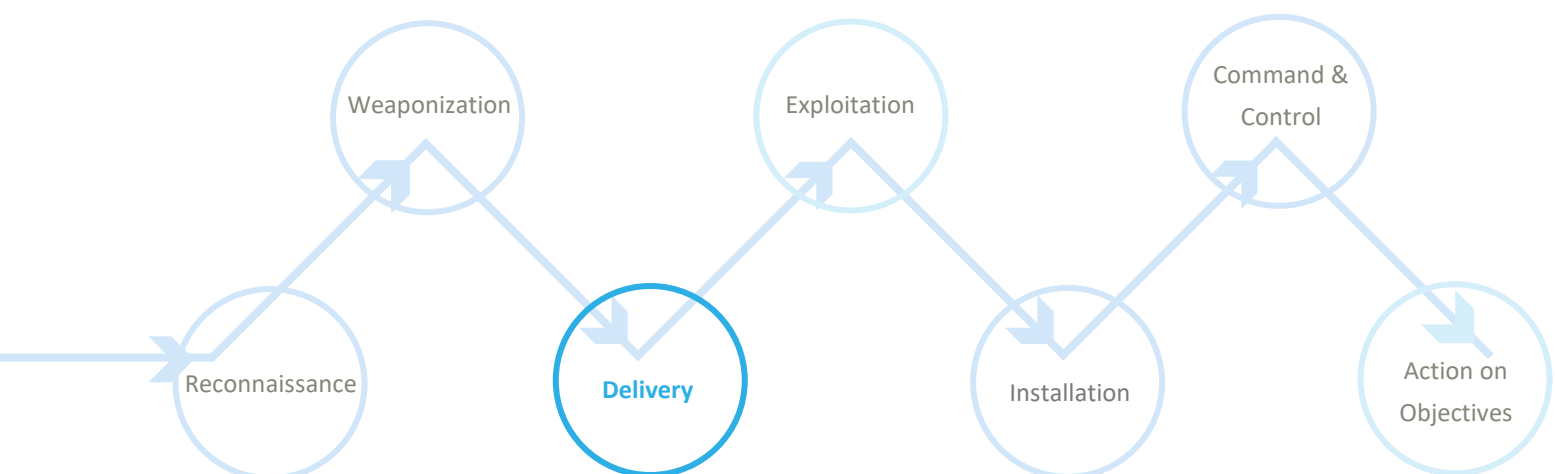 Reconnaissance
Weaponization
Delivery
Exploitation
Installation
Command &
Control
Action on
Objectives